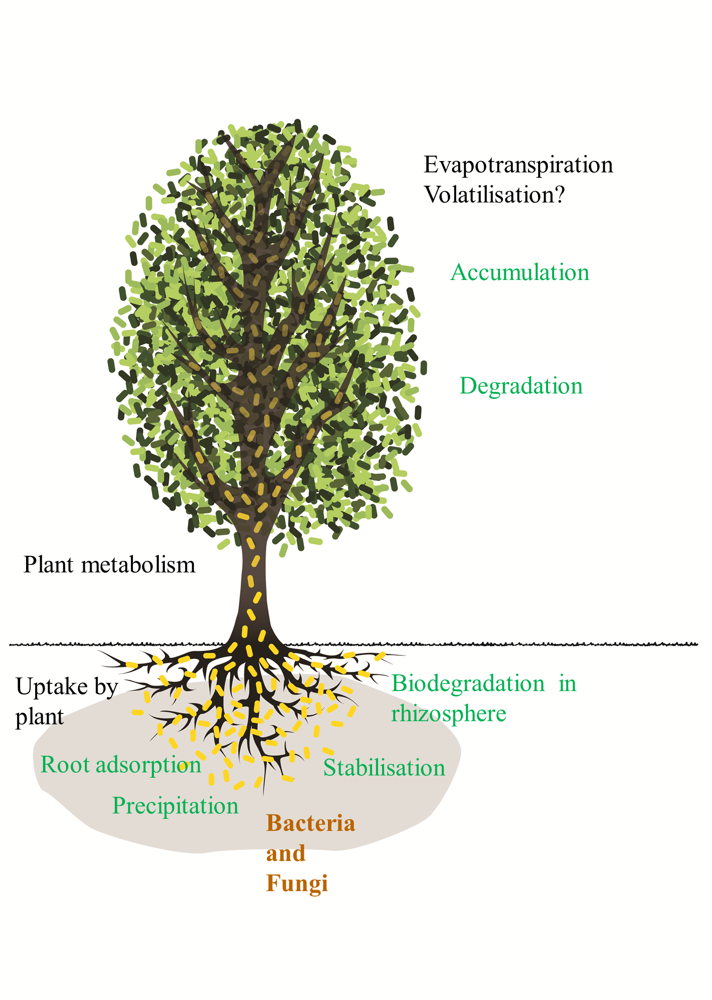 Evapotranspiration
Volatilisation?
Accumulation
Degradation
Plant metabolism
Uptake by
plant
Biodegradation in
rhizosphere
Root adsorption
Stabilisation
Precipitation
Bacteria
and
Fungi